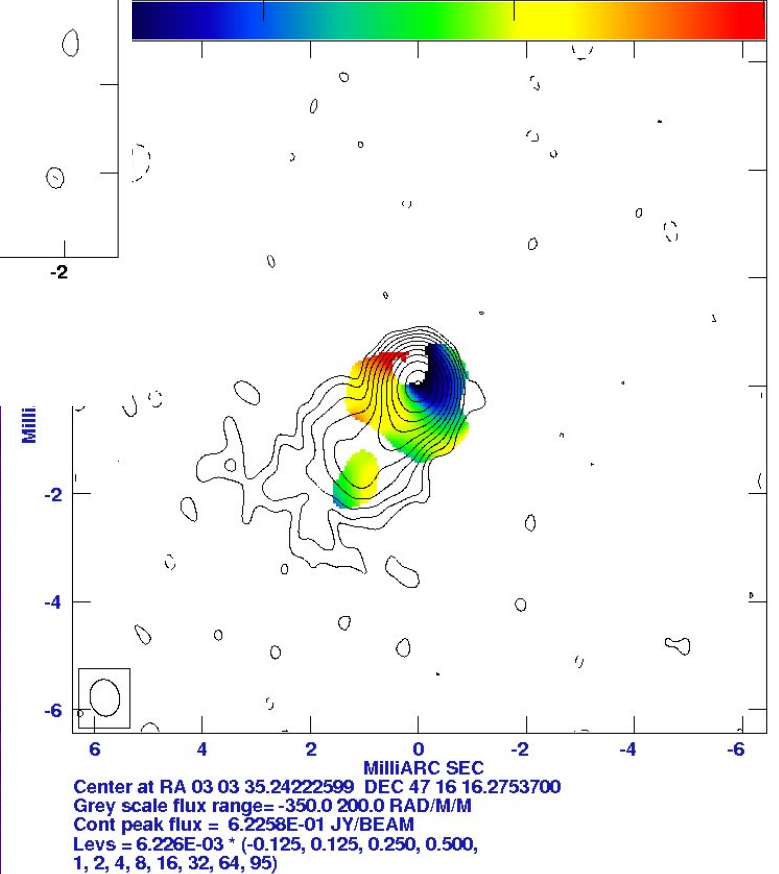 -2
Milli
-2
-4
-6
6 4 2 0 -2 -4 -6
MilliARC SEC
Center at RA 03 03 35.24222599 DEC 47 16 16.2753700
Grey scale flux range= -350.0 200.0 RAD/M/M
Cont peak flux = 6.2258E-01 JY/BEAM
Levs = 6.226E-03 * (-0.125, 0.125, 0.250, 0.500,
1, 2, 4, 8, 16, 32, 64, 95)